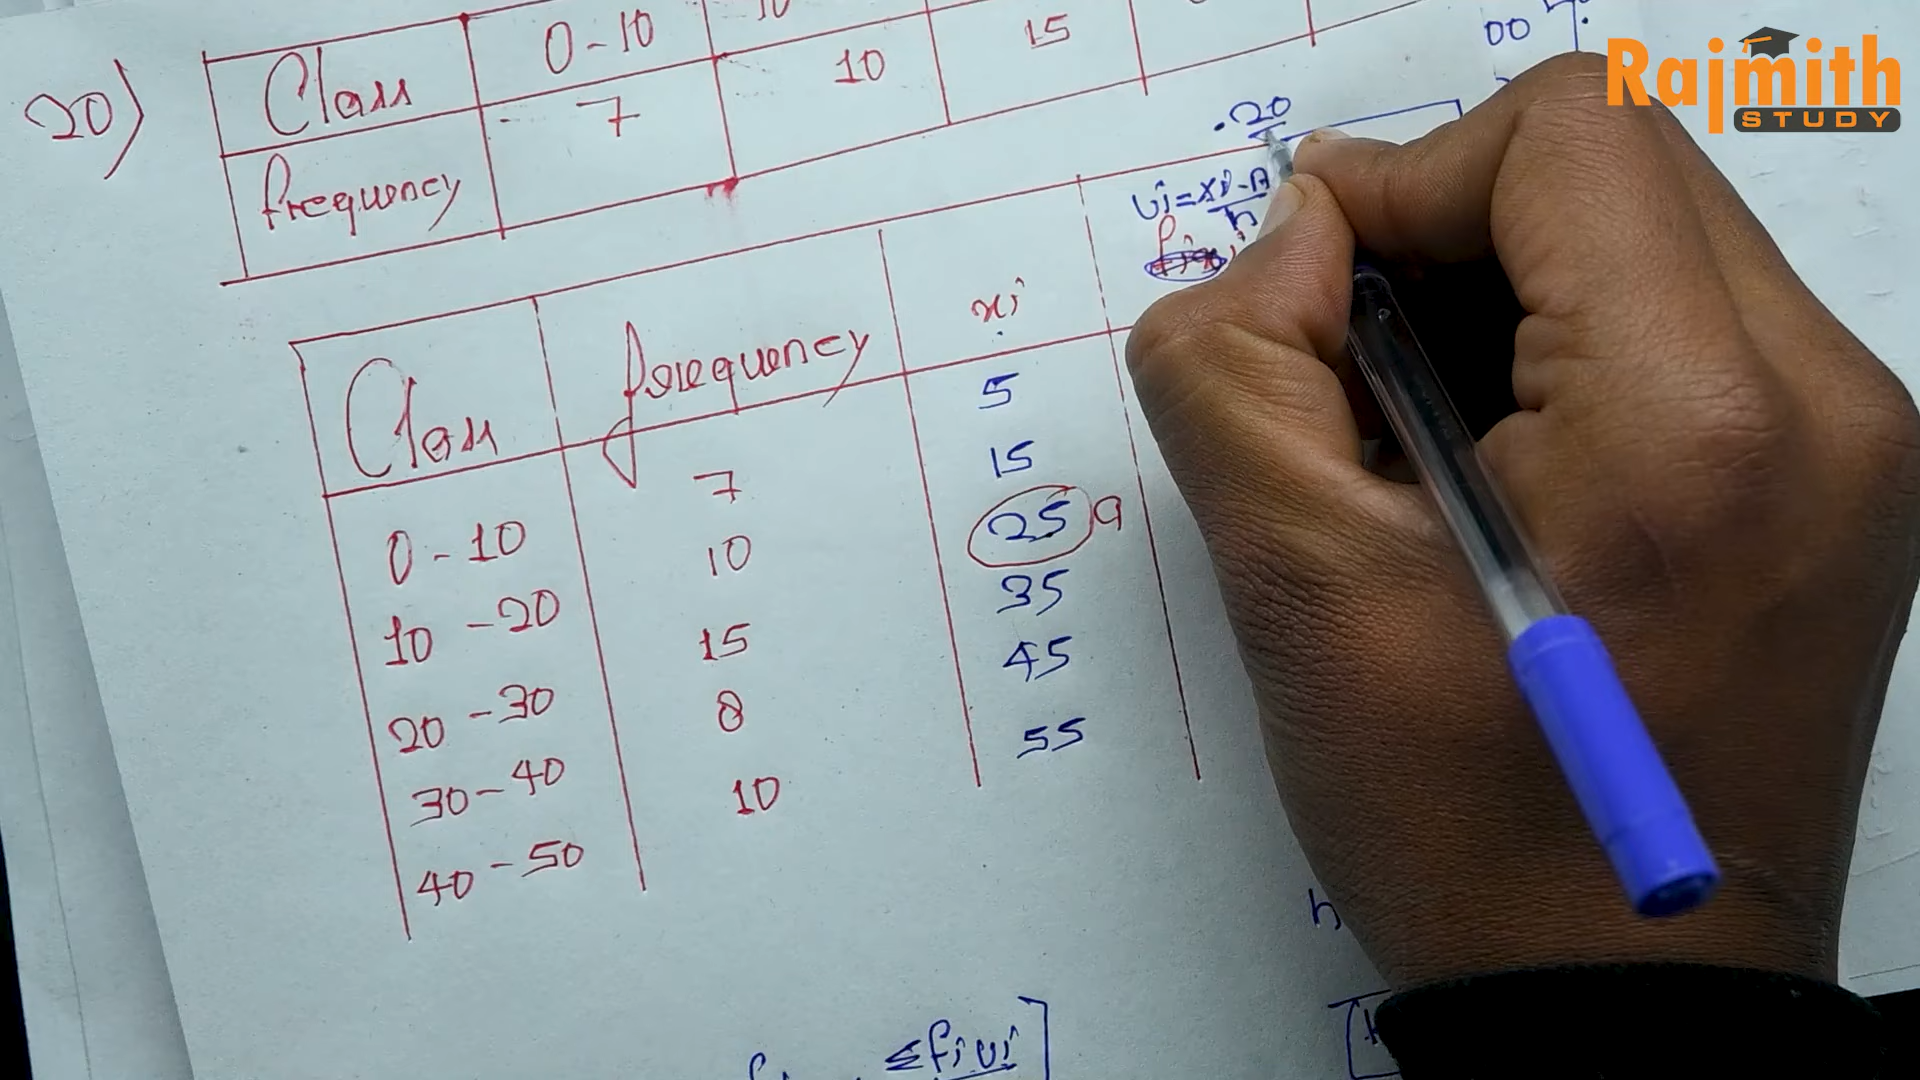 Rajmith
STUDY
20)
Class 0-10 10
frequency 7 10 15
00
.20
Class frequency xi ui=xi-A
h
0-10 7 5
10-20 10 15
20-30 15 25 a
30-40 8 35
40-50 10 45
55
h
Σfiui